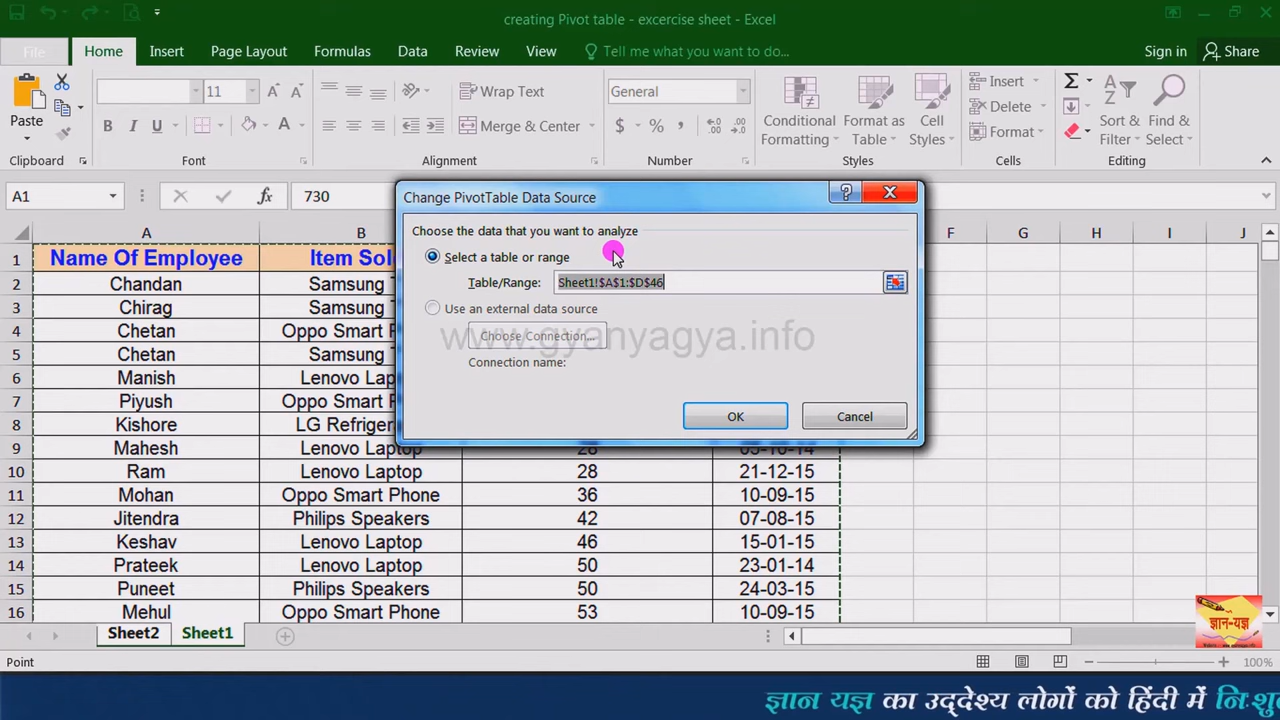 creating Pivot table - excercise sheet - Excel
File Home Insert Page Layout Formulas Data Review View Tell me what you want to do... Sign in Share
11 Wrap Text General Insert
Paste B I U Merge & Center $ % Conditional Formatting Format as Table Cell Styles Delete Format Sort & Filter Find & Select
Clipboard Font Alignment Number Styles Cells Editing
A1 fx 730
Change PivotTable Data Source
Choose the data that you want to analyze
Select a table or range
Table/Range: Sheet1!$A$1:$D$46
Use an external data source
Choose Connection...
www.gyanyagya.info
Connection name:
OK Cancel
A B F G H I J
1 Name Of Employee Item Sol
2 Chandan Samsung T
3 Chirag Samsung T
4 Chetan Oppo Smart P
5 Chetan Samsung T
6 Manish Lenovo Lapt
7 Piyush Oppo Smart P
8 Kishore LG Refriger
9 Mahesh Lenovo Laptop 28 05-10-14
10 Ram Lenovo Laptop 28 21-12-15
11 Mohan Oppo Smart Phone 36 10-09-15
12 Jitendra Philips Speakers 42 07-08-15
13 Keshav Lenovo Laptop 46 15-01-15
14 Prateek Lenovo Laptop 50 23-01-14
15 Puneet Philips Speakers 50 24-03-15
16 Mehul Oppo Smart Phone 53 10-09-15
Sheet2 Sheet1
ज्ञान-यज्ञ
Point 100%
ज्ञान यज्ञ का उद्देश्य लोगों को हिंदी में निःशु